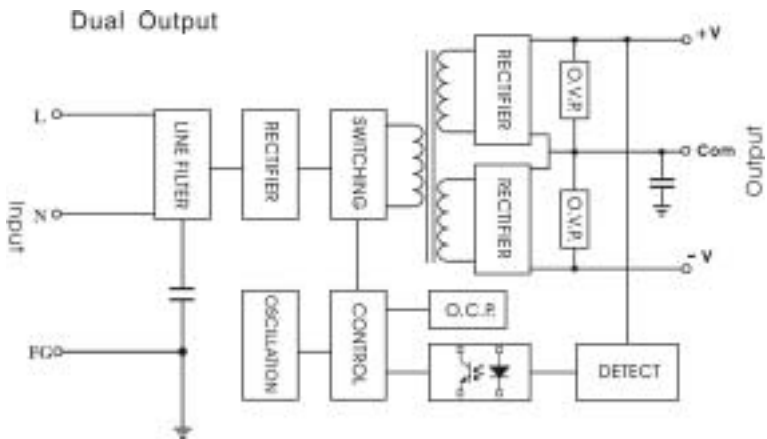 Dual Output
+V
RECTIFIER
O.V.P.
L
LINE FILTER
RECTIFIER
SWITCHING
Com
Output
Input
N
RECTIFIER
O.V.P.
- V
OSCILLATION
CONTROL
O.C.P.
FG
DETECT